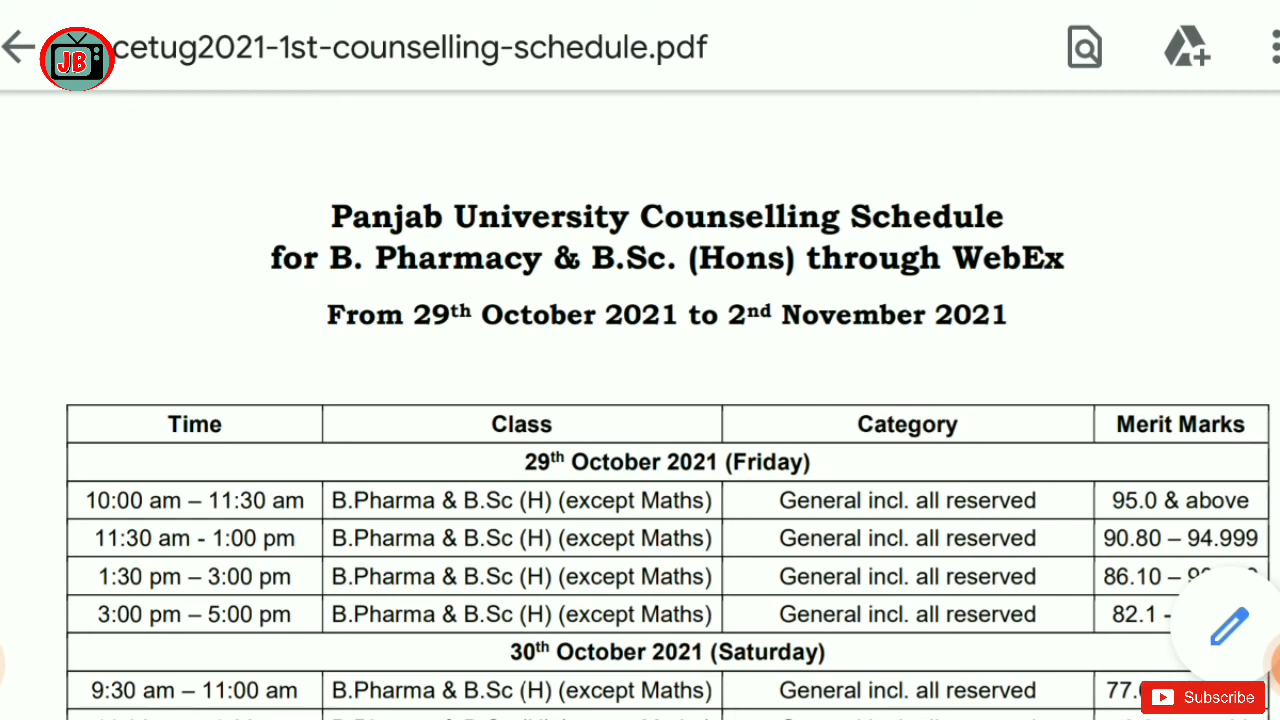 JB
cetug2021-1st-counselling-schedule.pdf
Panjab University Counselling Schedule
for B. Pharmacy & B.Sc. (Hons) through WebEx
From 29th October 2021 to 2nd November 2021
Time Class Category Merit Marks
29th October 2021 (Friday)
10:00 am – 11:30 am B.Pharma & B.Sc (H) (except Maths) General incl. all reserved 95.0 & above
11:30 am - 1:00 pm B.Pharma & B.Sc (H) (except Maths) General incl. all reserved 90.80 – 94.999
1:30 pm – 3:00 pm B.Pharma & B.Sc (H) (except Maths) General incl. all reserved 86.10 –
3:00 pm – 5:00 pm B.Pharma & B.Sc (H) (except Maths) General incl. all reserved 82.1 -
30th October 2021 (Saturday)
9:30 am – 11:00 am B.Pharma & B.Sc (H) (except Maths) General incl. all reserved
Subscribe